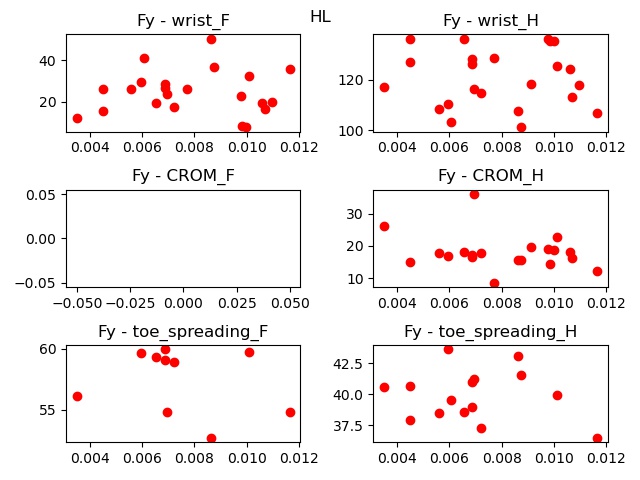 HL
Fy - wrist_F
40
20
0.004 0.006 0.008 0.010 0.012
Fy - wrist_H
120
100
0.004 0.006 0.008 0.010 0.012
Fy - CROM_F
0.05
0.00
−0.05
−0.050 −0.025 0.000 0.025 0.050
Fy - CROM_H
30
20
10
0.004 0.006 0.008 0.010 0.012
Fy - toe_spreading_F
60
55
0.004 0.006 0.008 0.010 0.012
Fy - toe_spreading_H
42.5
40.0
37.5
0.004 0.006 0.008 0.010 0.012